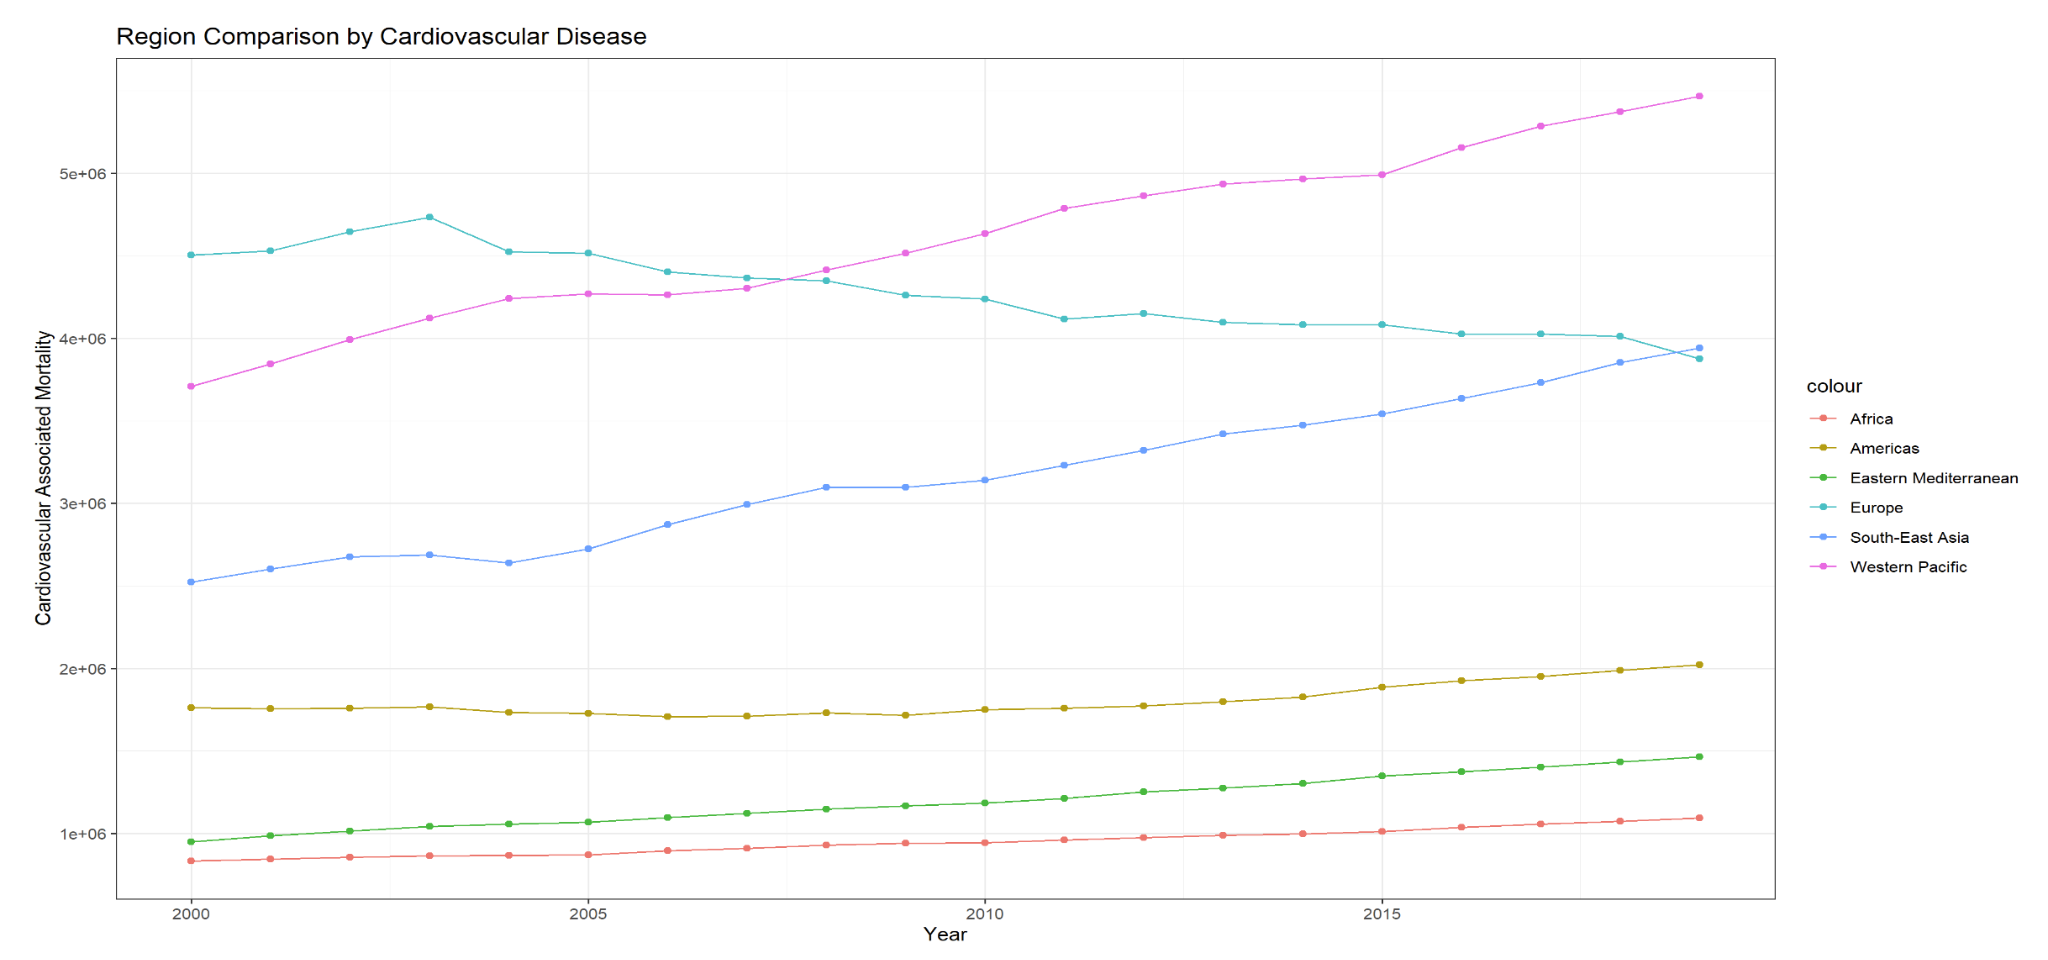 Region Comparison by Cardiovascular Disease
Cardiovascular Associated Mortality
5e+06
4e+06
3e+06
2e+06
1e+06
2000
2005
2010
2015
Year
colour
Africa
Americas
Eastern Mediterranean
Europe
South-East Asia
Western Pacific